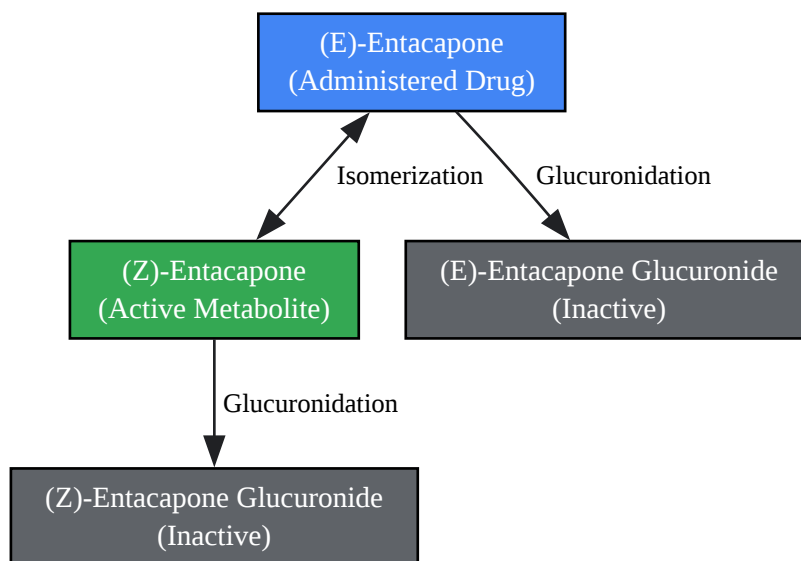 (E)-Entacapone
(Administered Drug)
Isomerization
Glucuronidation
(Z)-Entacapone
(Active Metabolite)
(E)-Entacapone Glucuronide
(Inactive)
Glucuronidation
(Z)-Entacapone Glucuronide
(Inactive)